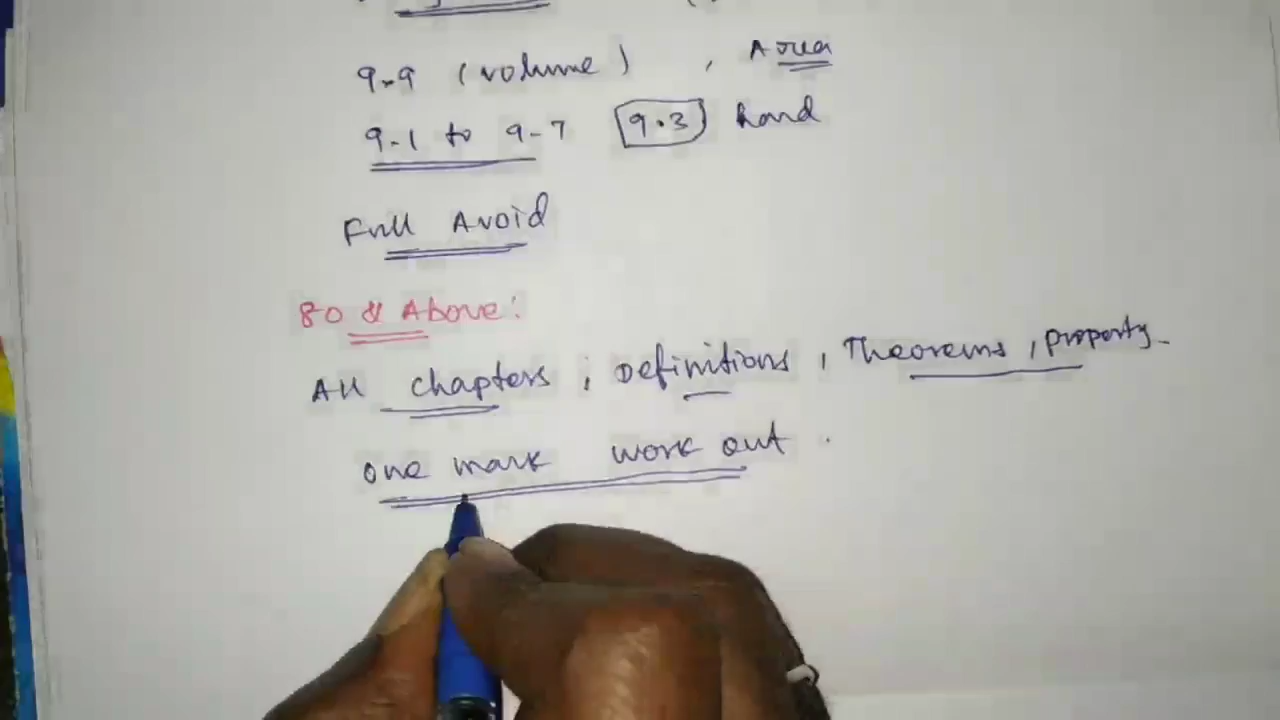 9-9 (volume) , Area
9-1 to 9-7 9.3 hard
Full Avoid
80 & Above:
All chapters ; Definitions , Theorems , property
one mark work out .